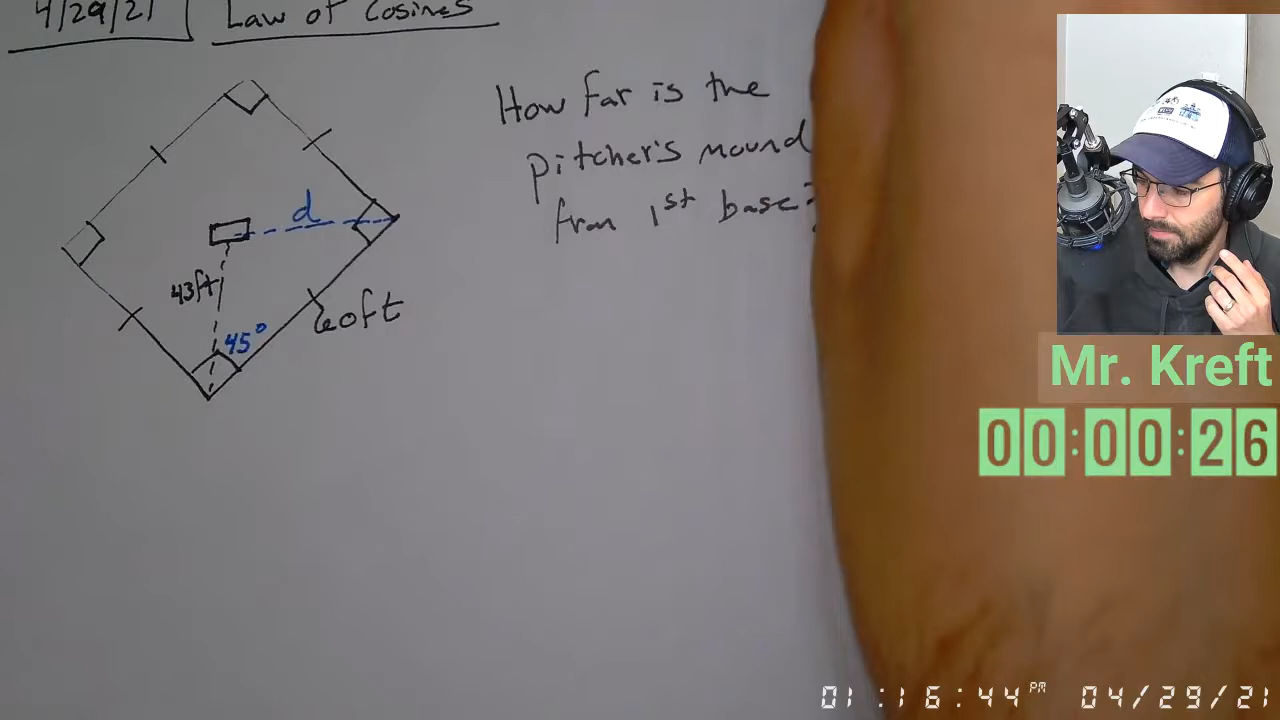 4/29/21
Law of Cosines
How far is the
pitcher's mound
from 1st base?
d
43ft
45°
60ft
Mr. Kreft
00:00:26
01:16:44 PM 04/29/21